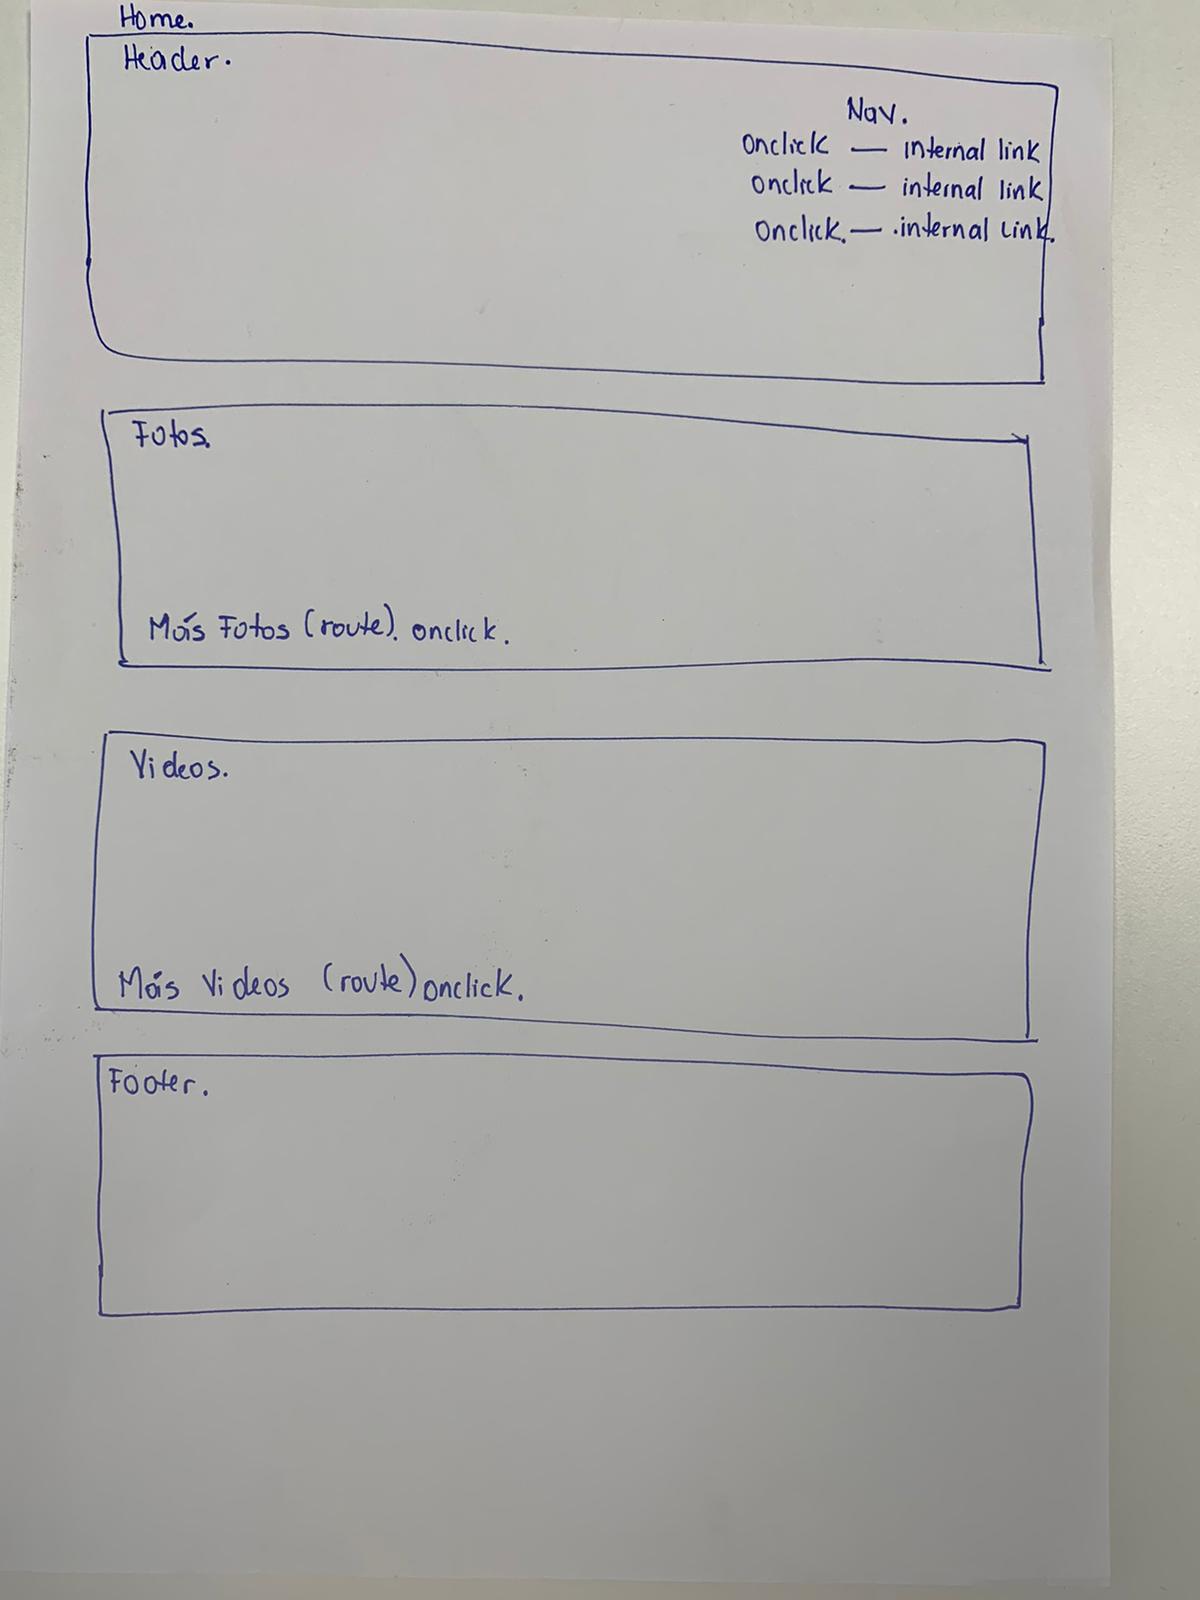 Home.
Header.
Nav.
onclick — internal link
onclick — internal link
onclick. — .internal Link.
Fotos.
Más Fotos (route). onclick.
Videos.
Más Videos (route) onclick.
Footer.